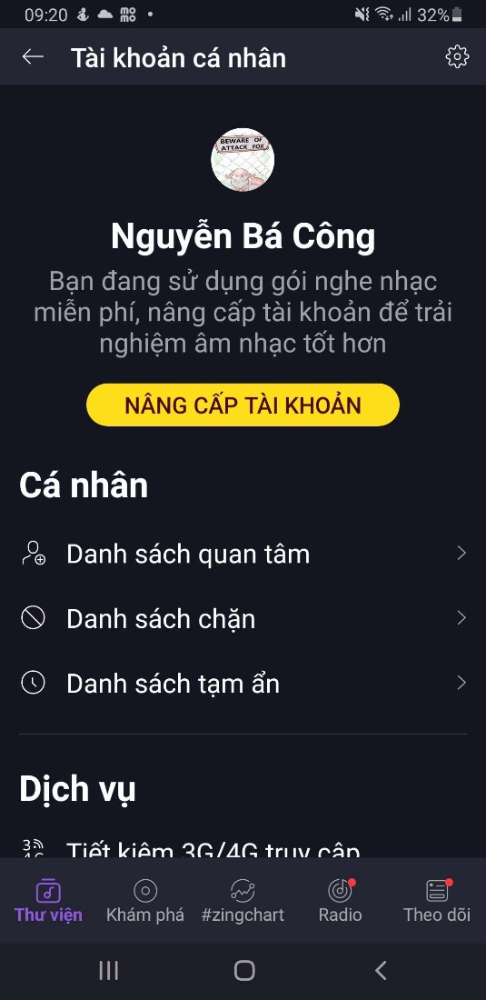 09:20 momo 32%
Tài khoản cá nhân
BEWARE OF
ATTACK FOX
Nguyễn Bá Công
Bạn đang sử dụng gói nghe nhạc
miễn phí, nâng cấp tài khoản để trải
nghiệm âm nhạc tốt hơn
NÂNG CẤP TÀI KHOẢN
Cá nhân
Danh sách quan tâm
Danh sách chặn
Danh sách tạm ẩn
Dịch vụ
Tiết kiệm 3G/4G truy cập
Thư viện Khám phá #zingchart Radio Theo dõi